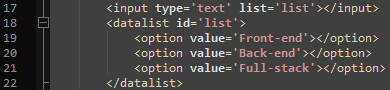 17 <input type='text' list='list'></input>
18 <datalist id='list'>
19 <option value='Front-end'></option>
20 <option value='Back-end'></option>
21 <option value='Full-stack'></option>
22 </datalist>